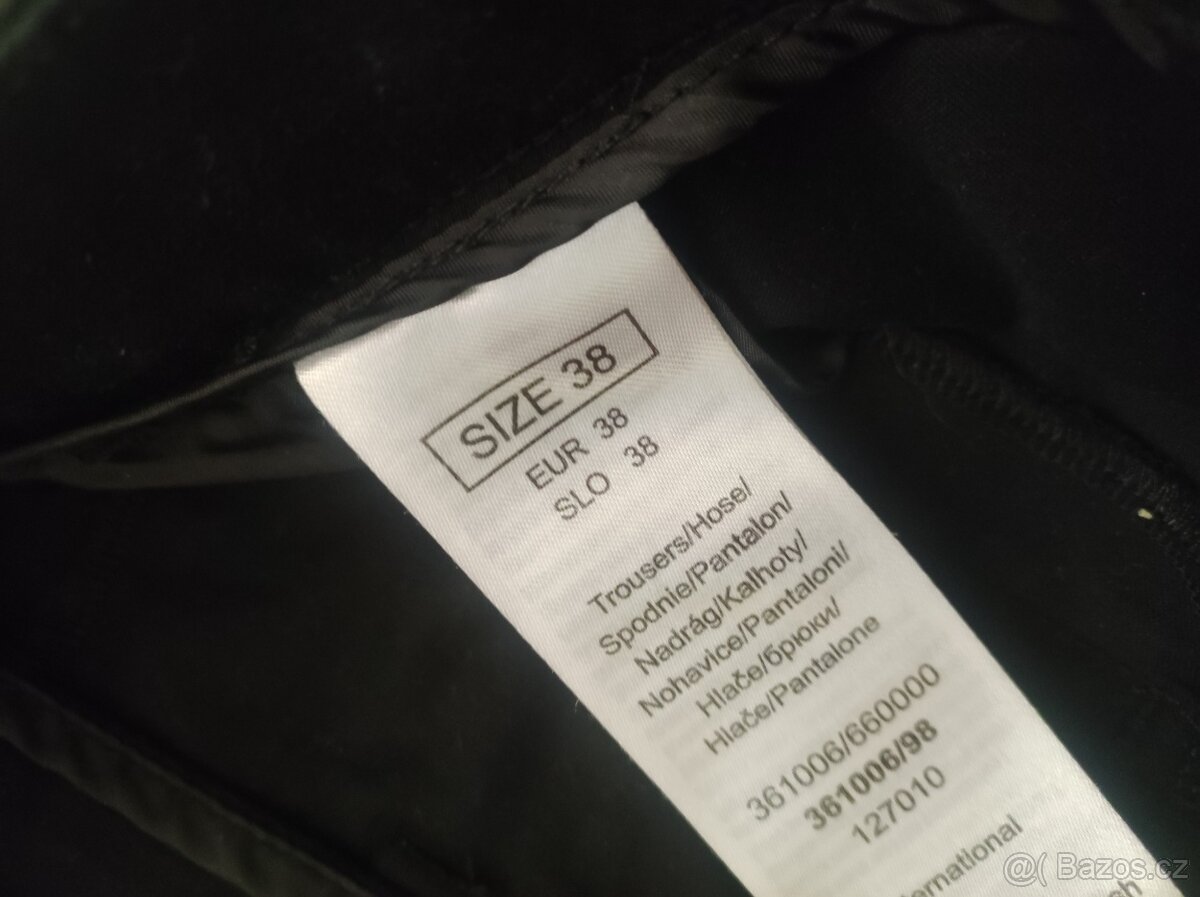 SIZE 38
EUR 38
SLO 38
Trousers/Hose/
Spodnie/Pantalon/
Nadrág/Kalhoty/
Nohavice/Pantaloni/
Hlače/брюки/
Hlače/Pantalone
361006/660000
361006/98
127010
ernational
Bazos.cz